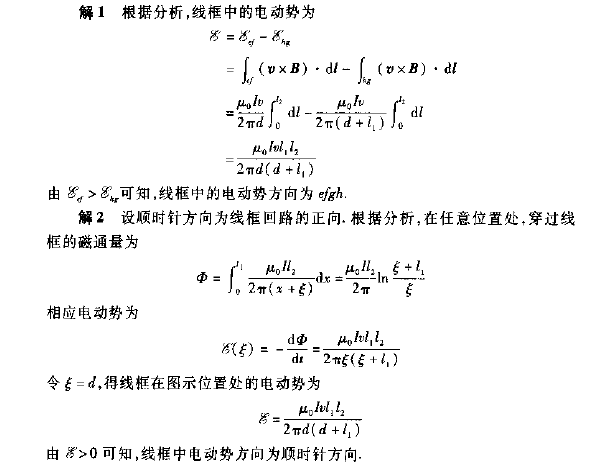 解 1 根据分析,线框中的电动势为
ℰ = ℰ_ef − ℰ_hg
= ∫_ef (v × B) · dl − ∫_hg (v × B) · dl
= μ₀Iv/2πd ∫₀^l₂ dl − μ₀Iv/2π(d + l₁) ∫₀^l₂ dl
= μ₀Ivl₁l₂/2πd(d + l₁)
由 ℰ_ef > ℰ_hg 可知,线框中的电动势方向为 efgh.
解 2 设顺时针方向为线框回路的正向. 根据分析,在任意位置处,穿过线
框的磁通量为
Φ = ∫₀^l₁ μ₀Il₂/2π(x + ξ) dx = μ₀Il₂/2π ln ξ + l₁/ξ
相应电动势为
ℰ(ξ) = − dΦ/dt = μ₀Ivl₁l₂/2πξ(ξ + l₁)
令 ξ = d,得线框在图示位置处的电动势为
ℰ = μ₀Ivl₁l₂/2πd(d + l₁)
由 ℰ>0 可知,线框中电动势方向为顺时针方向.